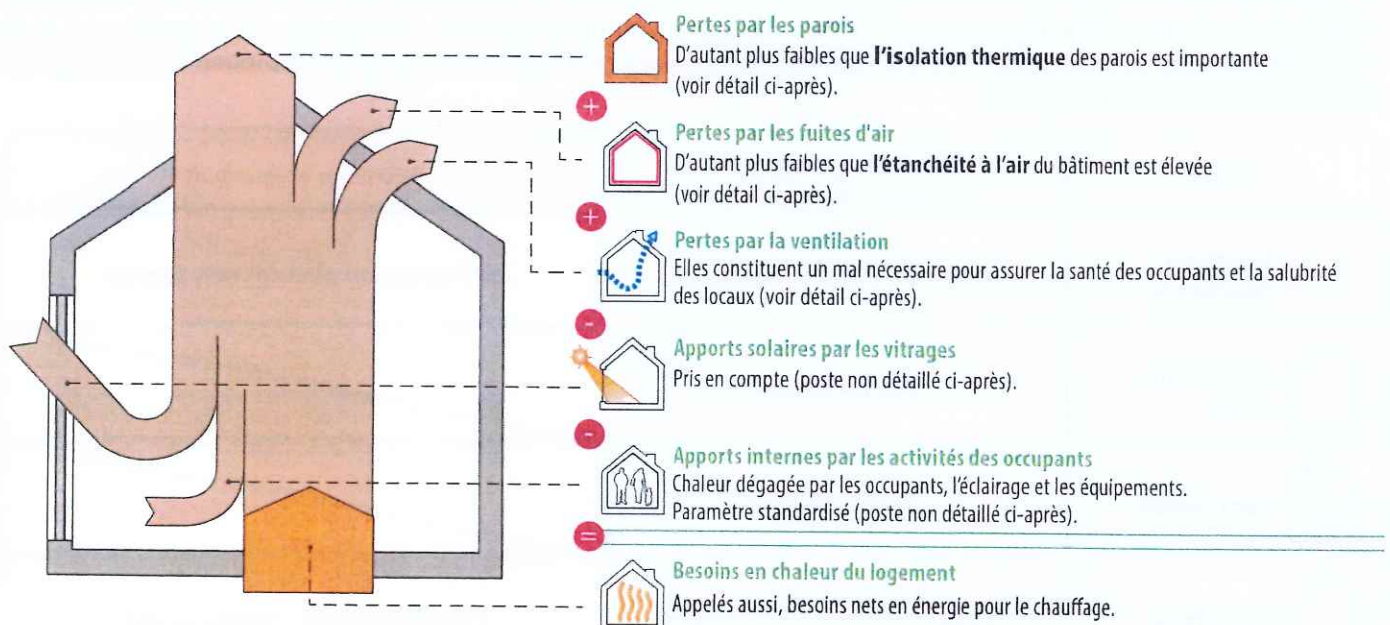 Pertes par les parois
D'autant plus faibles que l'isolation thermique des parois est importante
(voir détail ci-après).
+
Pertes par les fuites d'air
D'autant plus faibles que l'étanchéité à l'air du bâtiment est élevée
(voir détail ci-après).
+
Pertes par la ventilation
Elles constituent un mal nécessaire pour assurer la santé des occupants et la salubrité
des locaux (voir détail ci-après).
-
Apports solaires par les vitrages
Pris en compte (poste non détaillé ci-après).
-
Apports internes par les activités des occupants
Chaleur dégagée par les occupants, l'éclairage et les équipements.
Paramètre standardisé (poste non détaillé ci-après).
=
Besoins en chaleur du logement
Appelés aussi, besoins nets en énergie pour le chauffage.